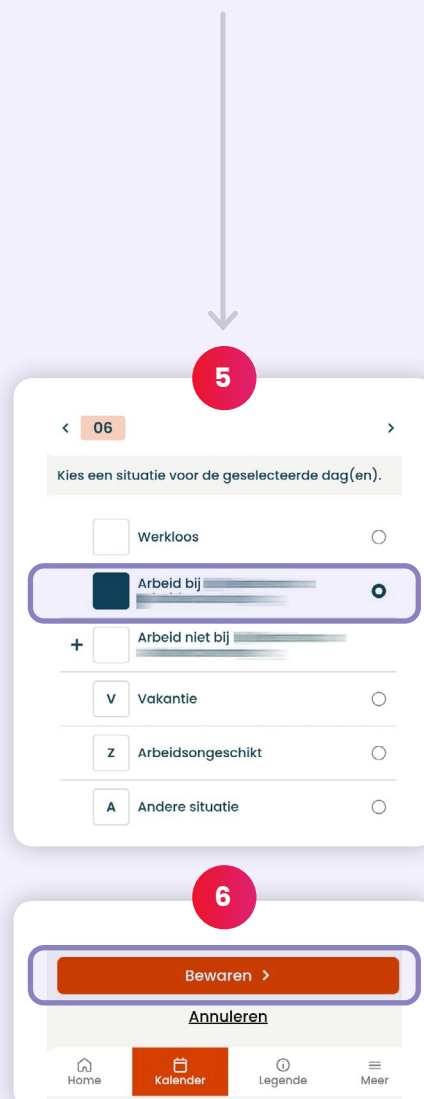 5
06
Kies een situatie voor de geselecteerde dag(en).
Werkloos
Arbeid bij
Arbeid niet bij
V Vakantie
Z Arbeidsongeschikt
A Andere situatie
6
Bewaren
Annuleren
Home Kalender Legende Meer